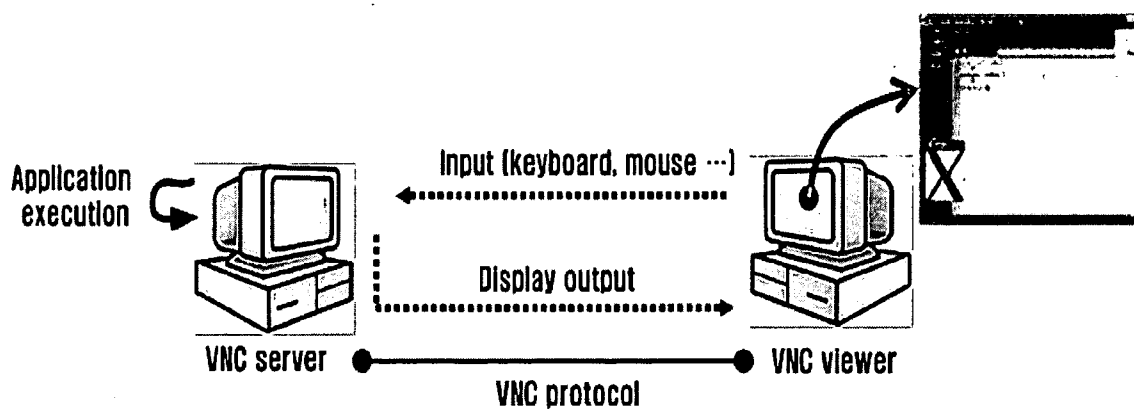 Application
execution
Input (keyboard, mouse ···)
Display output
VNC server
VNC viewer
VNC protocol